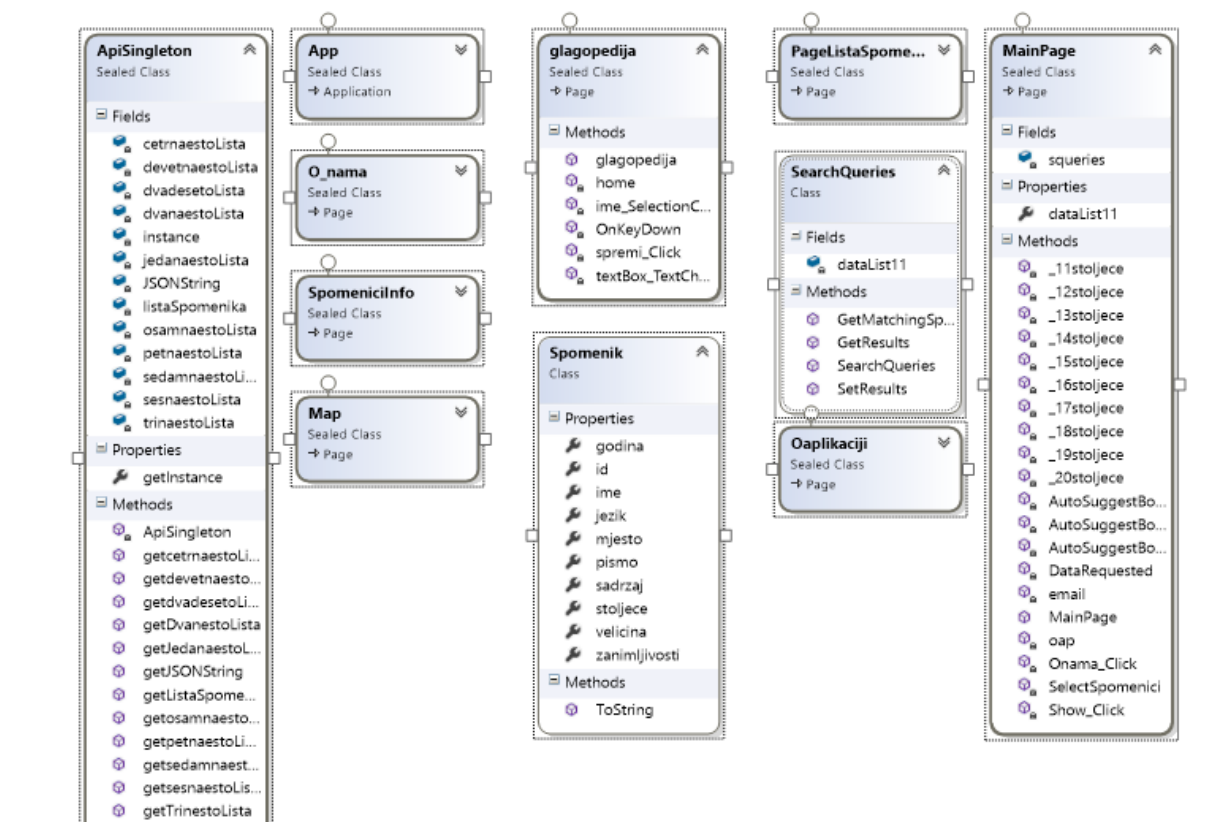 ApiSingleton
Sealed Class
Fields
cetrnaestoLista
devetnaestoLista
dvadesetoLista
dvanaestoLista
instance
jedanaestoLista
JSONString
listaSpomenika
osamnaestoLista
petnaestoLista
sedamnaestoLi...
sesnaestoLista
trinaestoLista
Properties
getInstance
Methods
ApiSingleton
getcetrnaestoLi...
getdevetnaesto...
getdvadesetoLi...
getDvanestoLista
getJedanaestoL...
getJSONString
getListaSpome...
getosamnaesto...
getpetnaestoLi...
getsedamnaest...
getsesnaestoLis...
getTrinestoLista
App
Sealed Class
→ Application
O_nama
Sealed Class
→ Page
SpomeniciInfo
Sealed Class
→ Page
Map
Sealed Class
→ Page
glagopedija
Sealed Class
→ Page
Methods
glagopedija
home
ime_SelectionC...
OnKeyDown
spremi_Click
textBox_TextCh...
Spomenik
Class
Properties
godina
id
ime
jezik
mjesto
pismo
sadrzaj
stoljece
velicina
zanimljivosti
Methods
ToString
PageListaSpome...
Sealed Class
→ Page
SearchQueries
Class
Fields
dataList11
Methods
GetMatchingSp...
GetResults
SearchQueries
SetResults
Oaplikaciji
Sealed Class
→ Page
MainPage
Sealed Class
→ Page
Fields
squeries
Properties
dataList11
Methods
_11stoljece
_12stoljece
_13stoljece
_14stoljece
_15stoljece
_16stoljece
_17stoljece
_18stoljece
_19stoljece
_20stoljece
AutoSuggestBo...
AutoSuggestBo...
AutoSuggestBo...
DataRequested
email
MainPage
oap
Onama_Click
SelectSpomenici
Show_Click